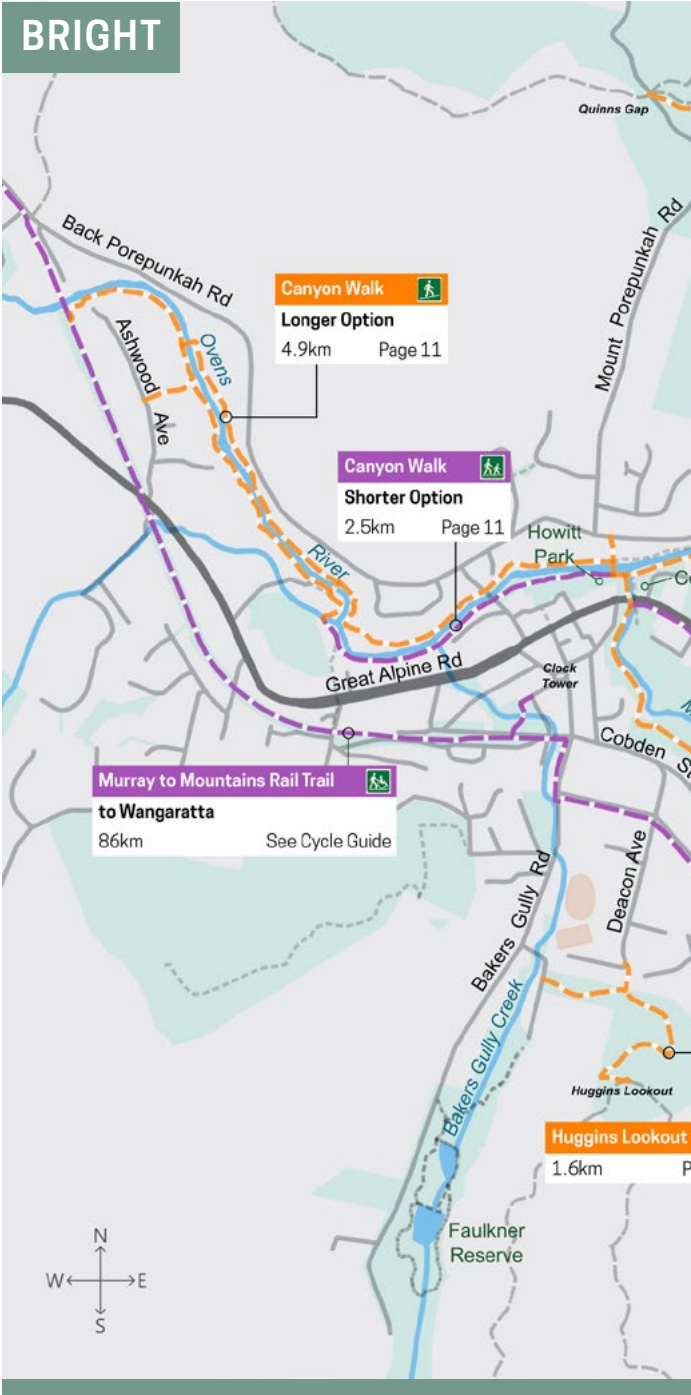 BRIGHT
Quinns Gap
Mount Porepunkah Rd
Back Porepunkah Rd
Canyon Walk
Longer Option
4.9km Page 11
Ashwood
Ave
Ovens
River
Canyon Walk
Shorter Option
2.5km Page 11
Howitt
Park
Great Alpine Rd
Clock
Tower
Cobden
Murray to Mountains Rail Trail
to Wangaratta
86km See Cycle Guide
Deacon Ave
Bakers Gully Rd
Bakers Gully Creek
Huggins Lookout
Huggins Lookout
1.6km
Faulkner
Reserve
N
W E
S